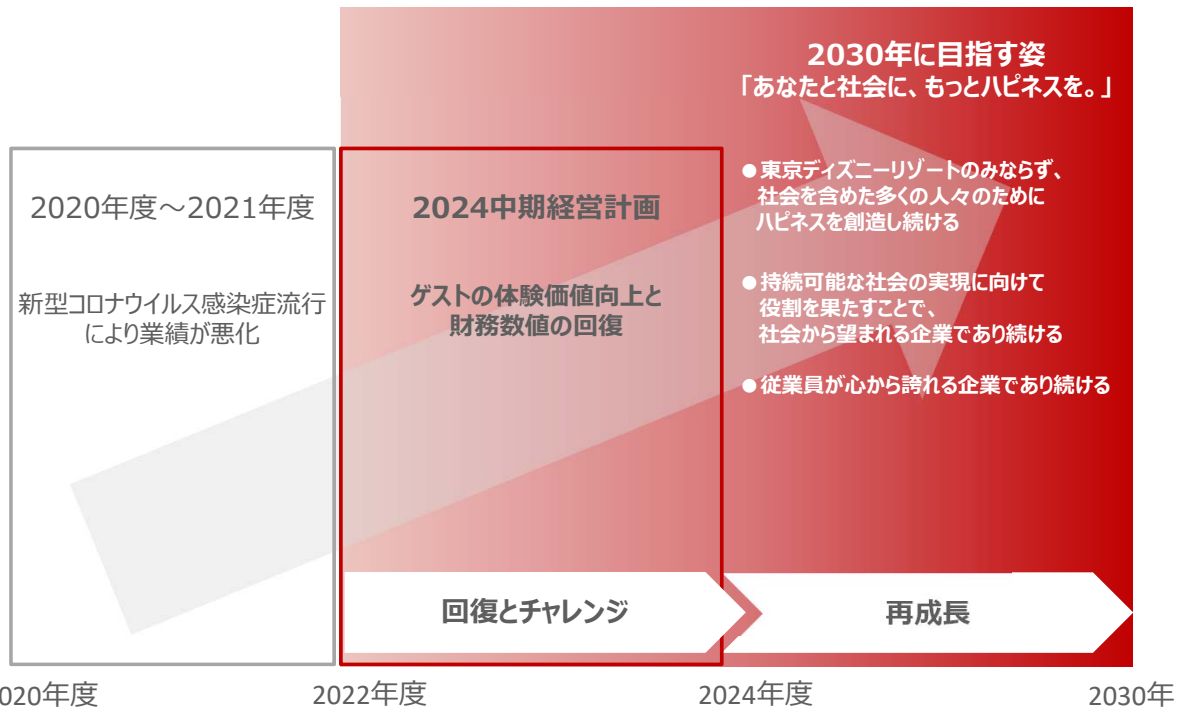 2030年に目指す姿
「あなたと社会に、もっとハピネスを。」
2020年度～2021年度
新型コロナウイルス感染症流行
により業績が悪化
2024中期経営計画
ゲストの体験価値向上と
財務数値の回復
●東京ディズニーリゾートのみならず、
社会を含めた多くの人々のために
ハピネスを創造し続ける
●持続可能な社会の実現に向けて
役割を果たすことで、
社会から望まれる企業であり続ける
●従業員が心から誇れる企業であり続ける
回復とチャレンジ
再成長
020年度
2022年度
2024年度
2030年